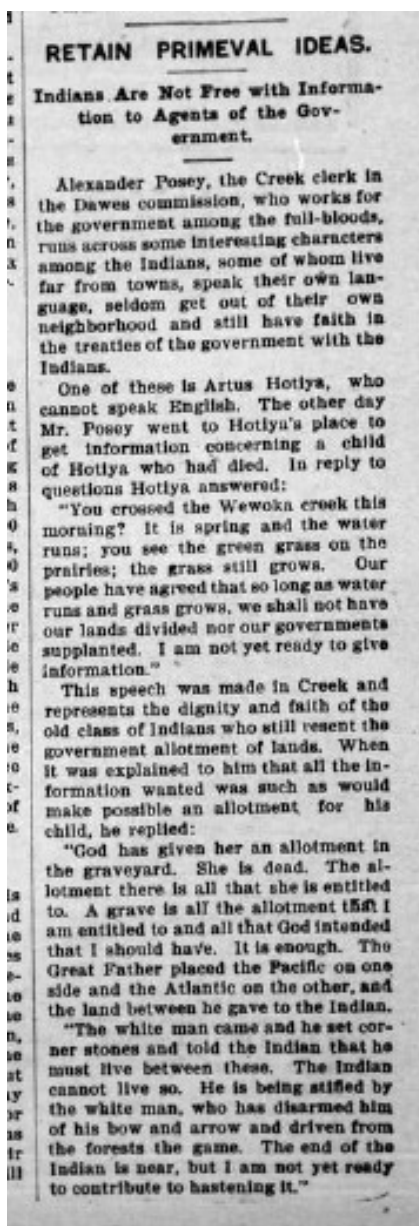 RETAIN PRIMEVAL IDEAS.
Indians Are Not Free with Informa-
tion to Agents of the Gov-
ernment.
Alexander Posey, the Creek clerk in
the Dawes commission, who works for
the government among the full-bloods,
runs across some interesting characters
among the Indians, some of whom live
far from towns, speak their own lan-
guage, seldom get out of their own
neighborhood and still have faith in
the treaties of the government with the
Indians.
One of these is Artus Hotiya, who
cannot speak English. The other day
Mr. Posey went to Hotiya's place to
get information concerning a child
of Hotiya who had died. In reply to
questions Hotiya answered:
"You crossed the Wewoka creek this
morning? It is spring and the water
runs; you see the green grass on the
prairies; the grass still grows. Our
people have agreed that so long as water
runs and grass grows, we shall not have
our lands divided nor our governments
supplanted. I am not yet ready to give
information."
This speech was made in Creek and
represents the dignity and faith of the
old class of Indians who still resent the
government allotment of lands. When
it was explained to him that all the in-
formation wanted was such as would
make possible an allotment for his
child, he replied:
"God has given her an allotment in
the graveyard. She is dead. The al-
lotment there is all that she is entitled
to. A grave is all the allotment that I
am entitled to and all that God intended
that I should have. It is enough. The
Great Father placed the Pacific on one
side and the Atlantic on the other, and
the land between he gave to the Indian.
"The white man came and he set cor-
ner stones and told the Indian that he
must live between these. The Indian
cannot live so. He is being stifled by
the white man, who has disarmed him
of his bow and arrow and driven from
the forests the game. The end of the
Indian is near, but I am not yet ready
to contribute to hastening it."